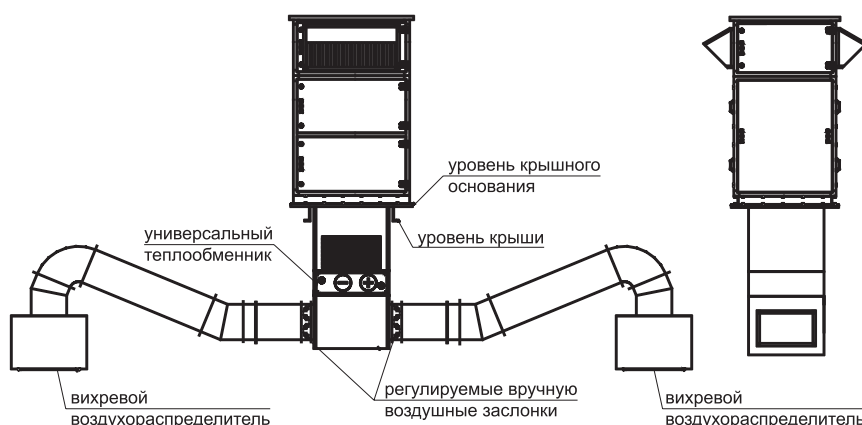 уровень крышного
основания
универсальный
теплообменник
уровень крыши
регулируемые вручную
воздушные заслонки
вихревой
воздухораспределитель
вихревой
воздухораспределитель